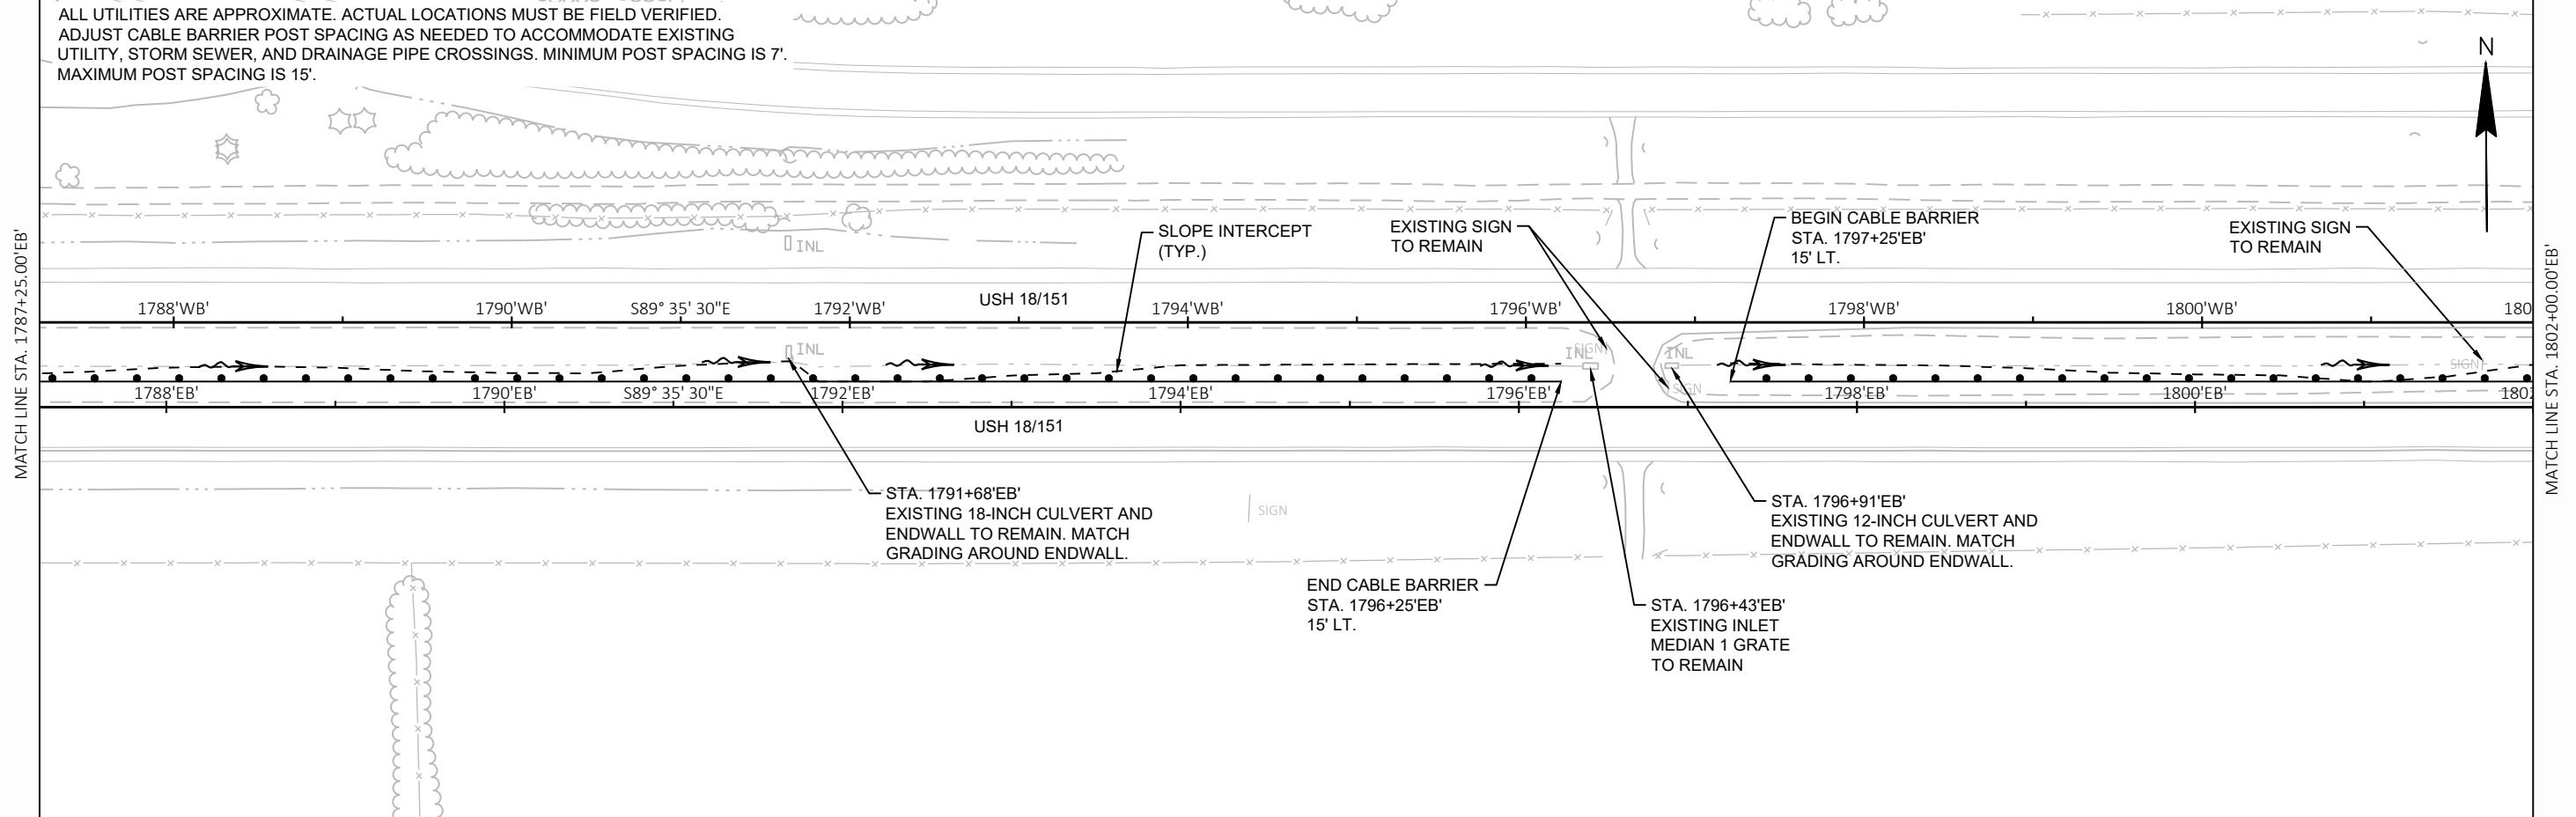 ALL UTILITIES ARE APPROXIMATE. ACTUAL LOCATIONS MUST BE FIELD VERIFIED.
ADJUST CABLE BARRIER POST SPACING AS NEEDED TO ACCOMMODATE EXISTING
UTILITY, STORM SEWER, AND DRAINAGE PIPE CROSSINGS. MINIMUM POST SPACING IS 7'.
MAXIMUM POST SPACING IS 15'.
N
MATCH LINE STA. 1787+25.00'EB'
MATCH LINE STA. 1802+00.00'EB'
SLOPE INTERCEPT
(TYP.)
EXISTING SIGN
TO REMAIN
BEGIN CABLE BARRIER
STA. 1797+25'EB'
15' LT.
EXISTING SIGN
TO REMAIN
INL
USH 18/151
1788'WB'
1790'WB'
S89° 35' 30"E
1792'WB'
1794'WB'
1796'WB'
1798'WB'
1800'WB'
180
INL
INL
SIGN
INL
SIGN
SIGN
1788'EB'
1790'EB'
S89° 35' 30"E
1792'EB'
1794'EB'
1796'EB'
1798'EB'
1800'EB'
1802
USH 18/151
STA. 1791+68'EB'
EXISTING 18-INCH CULVERT AND
ENDWALL TO REMAIN. MATCH
GRADING AROUND ENDWALL.
SIGN
STA. 1796+91'EB'
EXISTING 12-INCH CULVERT AND
ENDWALL TO REMAIN. MATCH
GRADING AROUND ENDWALL.
END CABLE BARRIER
STA. 1796+25'EB'
15' LT.
STA. 1796+43'EB'
EXISTING INLET
MEDIAN 1 GRATE
TO REMAIN